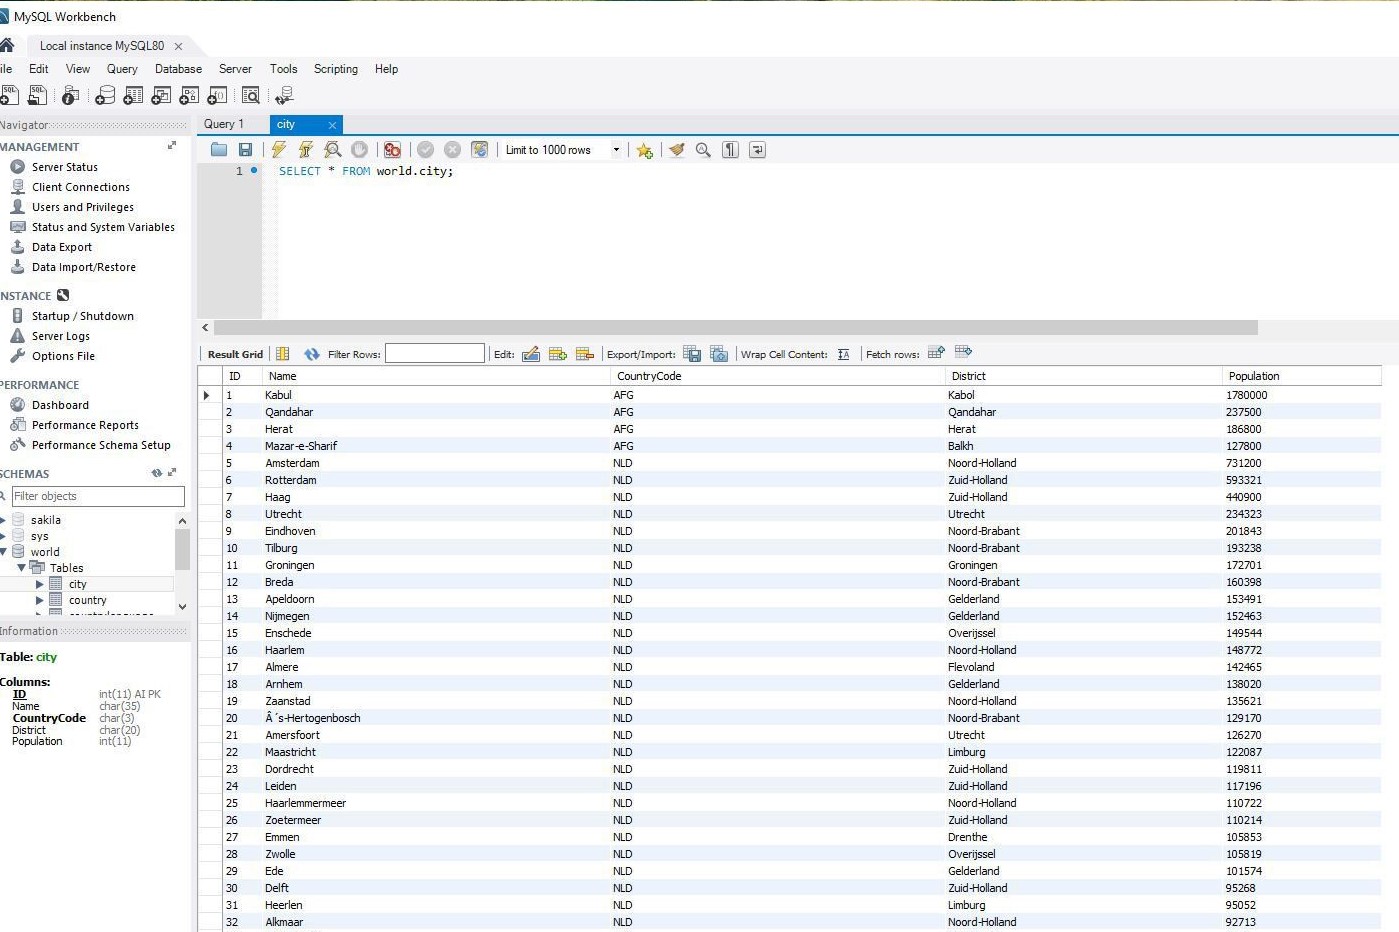 MySQL Workbench
Local instance MySQL80
ile Edit View Query Database Server Tools Scripting Help
Navigator
Query 1 city
MANAGEMENT
Server Status
Client Connections
Users and Privileges
Status and System Variables
Data Export
Data Import/Restore
NSTANCE
Startup / Shutdown
Server Logs
Options File
PERFORMANCE
Dashboard
Performance Reports
Performance Schema Setup
SCHEMAS
Filter objects
sakila
sys
world
Tables
city
country
Information
Table: city
Columns:
ID int(11) AI PK
Name char(35)
CountryCode char(3)
District char(20)
Population int(11)
Limit to 1000 rows
1 SELECT * FROM world.city;
Result Grid Filter Rows: Edit: Export/Import: Wrap Cell Content: Fetch rows:
ID Name CountryCode District Population
1 Kabul AFG Kabol 1780000
2 Qandahar AFG Qandahar 237500
3 Herat AFG Herat 186800
4 Mazar-e-Sharif AFG Balkh 127800
5 Amsterdam NLD Noord-Holland 731200
6 Rotterdam NLD Zuid-Holland 593321
7 Haag NLD Zuid-Holland 440900
8 Utrecht NLD Utrecht 234323
9 Eindhoven NLD Noord-Brabant 201843
10 Tilburg NLD Noord-Brabant 193238
11 Groningen NLD Groningen 172701
12 Breda NLD Noord-Brabant 160398
13 Apeldoorn NLD Gelderland 153491
14 Nijmegen NLD Gelderland 152463
15 Enschede NLD Overijssel 149544
16 Haarlem NLD Noord-Holland 148772
17 Almere NLD Flevoland 142465
18 Arnhem NLD Gelderland 138020
19 Zaanstad NLD Noord-Holland 135621
20 Â´s-Hertogenbosch NLD Noord-Brabant 129170
21 Amersfoort NLD Utrecht 126270
22 Maastricht NLD Limburg 122087
23 Dordrecht NLD Zuid-Holland 119811
24 Leiden NLD Zuid-Holland 117196
25 Haarlemmermeer NLD Noord-Holland 110722
26 Zoetermeer NLD Zuid-Holland 110214
27 Emmen NLD Drenthe 105853
28 Zwolle NLD Overijssel 105819
29 Ede NLD Gelderland 101574
30 Delft NLD Zuid-Holland 95268
31 Heerlen NLD Limburg 95052
32 Alkmaar NLD Noord-Holland 92713